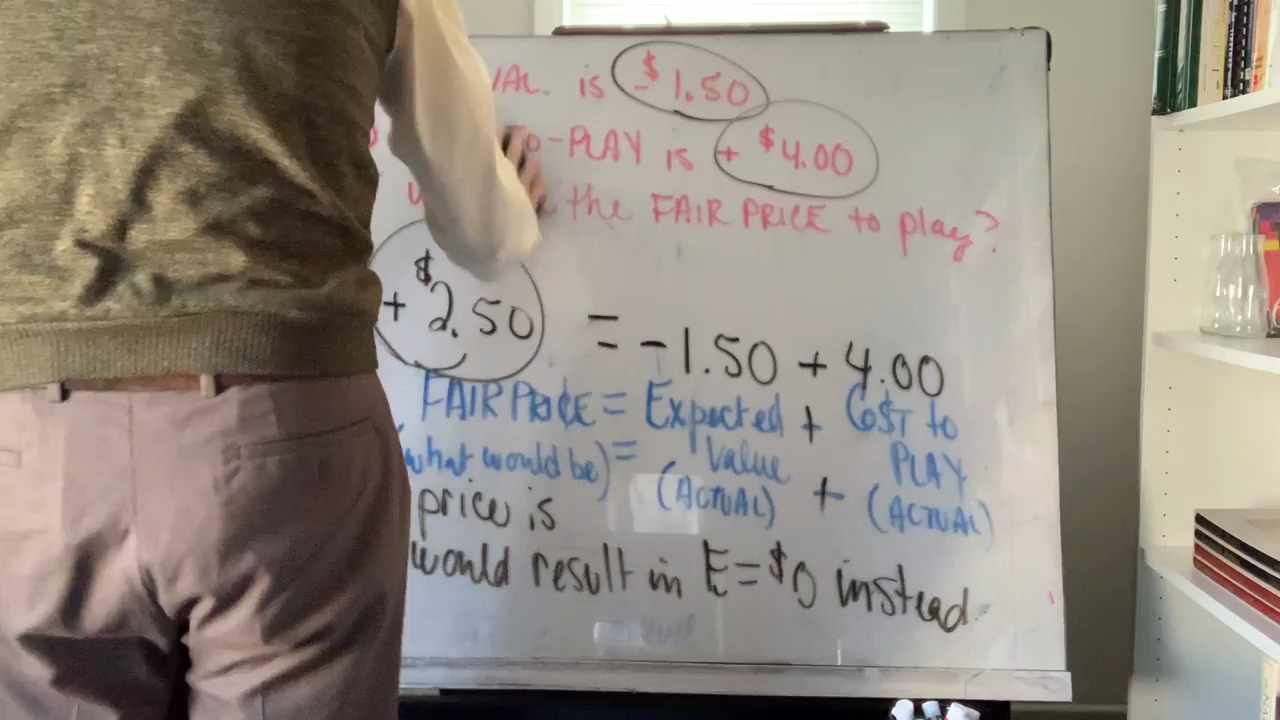 VAL. is -$1.50
TO-PLAY is + $4.00
the FAIR PRICE to play?
+ $2.50 = -1.50 + 4.00
FAIR PRICE = Expected Value + COST to PLAY
(what would be) = (ACTUAL) + (ACTUAL)
price is
would result in E = $0 instead.